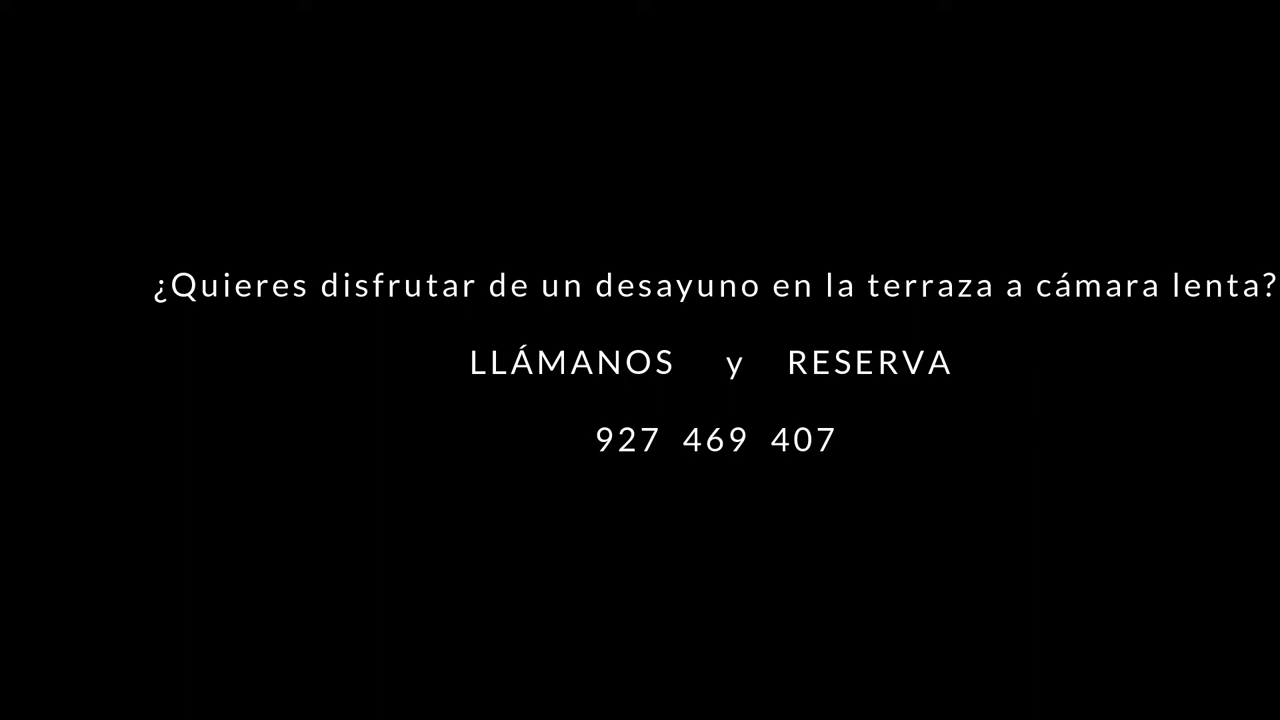 ¿Quieres disfrutar de un desayuno en la terraza a cámara lenta?
LLÁMANOS y RESERVA
927 469 407